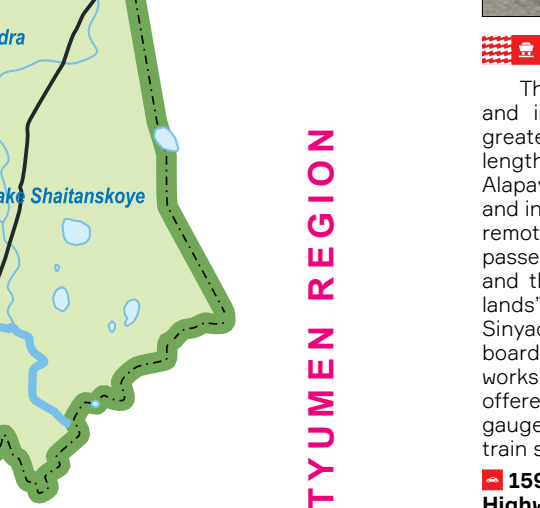 dra
ake Shaitanskoye
TYUMEN REGION
Th
and i
greate
length
Alapav
and in
remot
passe
and th
lands"
Sinyac
board
works
offere
gauge
train s
159
Highw